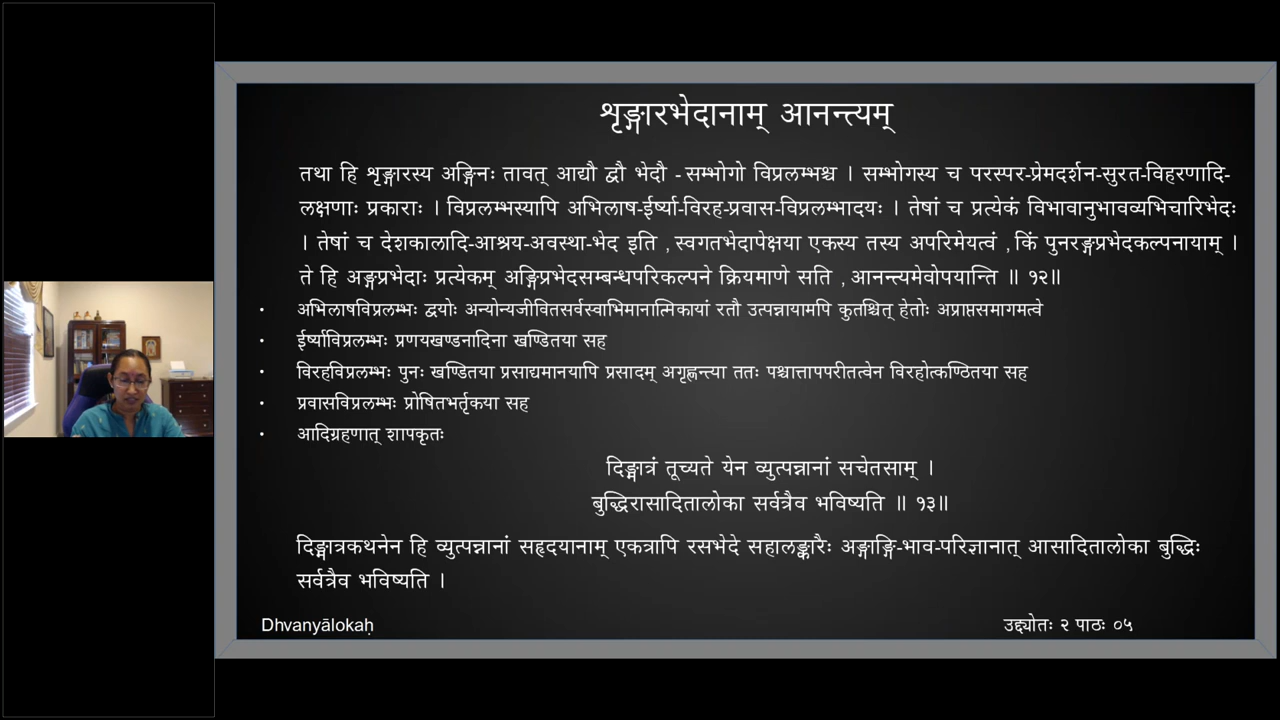 शृङ्गारभेदानाम् आनन्त्यम्
तथा हि शृङ्गारस्य अङ्गिनः तावत् आद्यौ द्वौ भेदौ - सम्भोगो विप्रलम्भश्च । सम्भोगस्य च परस्पर-प्रेमदर्शन-सुरत-विहरणादि-
लक्षणाः प्रकाराः । विप्रलम्भस्यापि अभिलाष-ईर्ष्या-विरह-प्रवास-विप्रलम्भादयः । तेषां च प्रत्येकं विभावानुभावव्यभिचारिभेदः
। तेषां च देशकालादि-आश्रय-अवस्था-भेद इति , स्वगतभेदापेक्षया एकस्य तस्य अपरिमेयत्वं , किं पुनरङ्गप्रभेदकल्पनायाम् ।
ते हि अङ्गप्रभेदाः प्रत्येकम् अङ्गिप्रभेदसम्बन्धपरिकल्पने क्रियमाणे सति , आनन्त्यमेवोपयान्ति ॥ १२॥
• अभिलाषविप्रलम्भः द्वयोः अन्योन्यजीवितसर्वस्वाभिमानात्मिकायां रतौ उत्पन्नायामपि कुतश्चित् हेतोः अप्राप्तसमागमत्वे
• ईर्ष्याविप्रलम्भः प्रणयखण्डनादिना खण्डितया सह
• विरहविप्रलम्भः पुनः खण्डितया प्रसाद्यमानयापि प्रसादम् अगृह्णन्त्या ततः पश्चात्तापपरीतत्वेन विरहोत्कण्ठितया सह
• प्रवासविप्रलम्भः प्रोषितभर्तृकया सह
• आदिग्रहणात् शापकृतः
दिङ्मात्रं तूच्यते येन व्युत्पन्नानां सचेतसाम् ।
बुद्धिरासादितालोका सर्वत्रैव भविष्यति ॥ १३॥
दिङ्मात्रकथनेन हि व्युत्पन्नानां सहृदयानाम् एकत्रापि रसभेदे सहालङ्कारैः अङ्गाङ्गि-भाव-परिज्ञानात् आसादितालोका बुद्धिः
सर्वत्रैव भविष्यति ।
Dhvanyālokaḥ
उद्द्योतः २ पाठः ०५